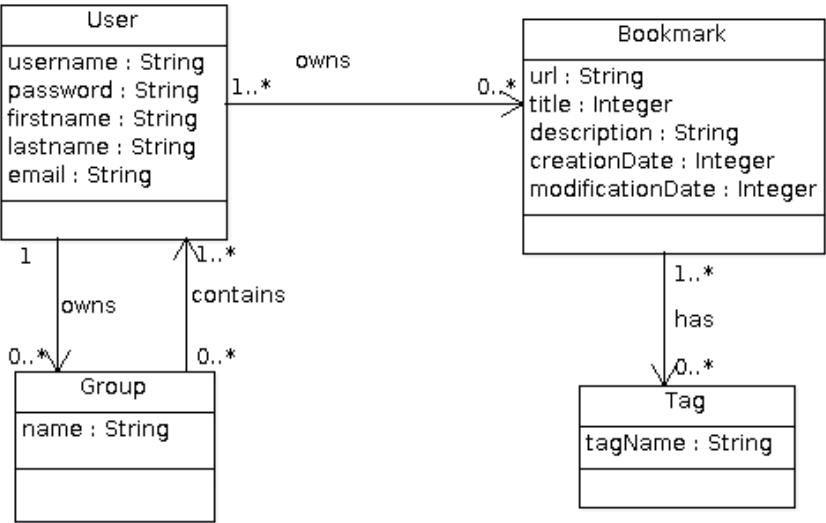 User
username : String
password : String
firstname : String
lastname : String
email : String
owns
1..*
0..*
Bookmark
url : String
title : Integer
description : String
creationDate : Integer
modificationDate : Integer
1
owns
0..*
1..*
contains
0..*
Group
name : String
1..*
has
0..*
Tag
tagName : String